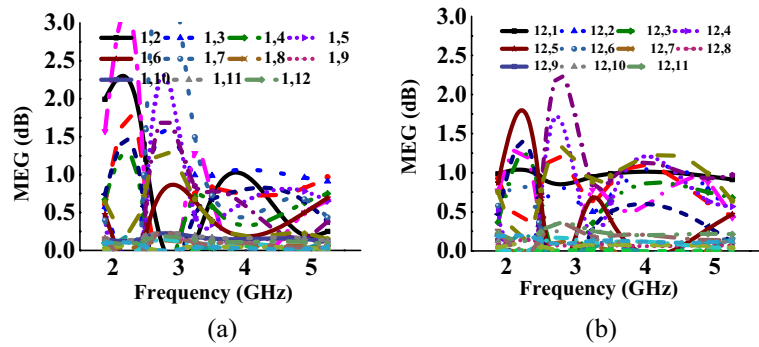 3.0
2.5
2.0
1.5
1.0
0.5
0.0
MEG (dB)
1,2 1,3 1,4 1,5
1,6 1,7 1,8 1,9
1,10 1,11 1,12
2 3 4 5
Frequency (GHz)
(a)
3.0
2.5
2.0
1.5
1.0
0.5
0.0
MEG (dB)
12,1 12,2 12,3 12,4
12,5 12,6 12,7 12,8
12,9 12,10 12,11
2 3 4 5
Frequency (GHz)
(b)